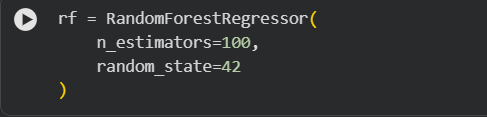 rf = RandomForestRegressor(
    n_estimators=100,
    random_state=42
)